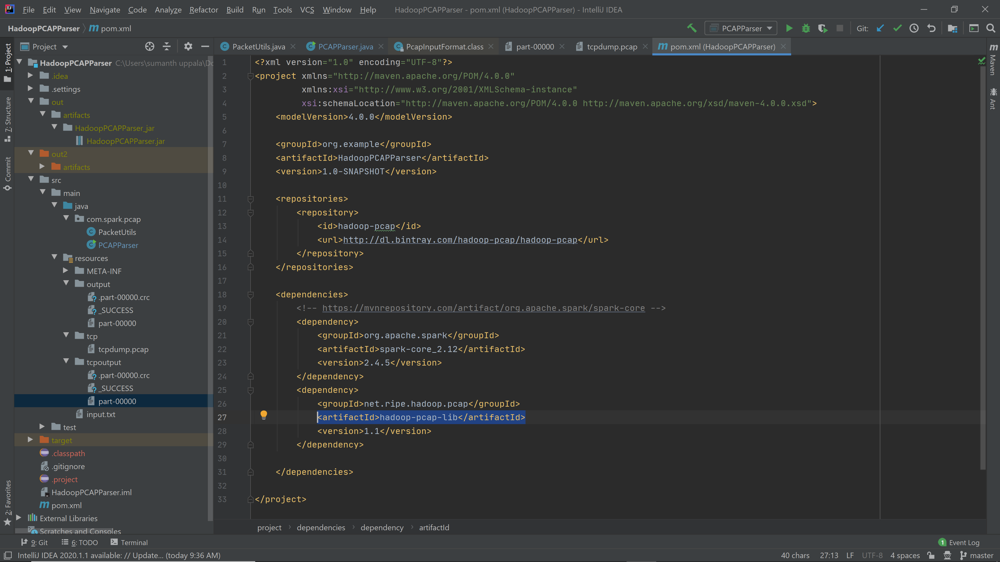 File Edit View Navigate Code Analyze Refactor Build Run Tools VCS Window Help HadoopPCAPParser - pom.xml (HadoopPCAPParser) - IntelliJ IDEA
HadoopPCAPParser pom.xml PCAPParser Git:
1: Project
7: Structure
Commit
2: Favorites
Project
HadoopPCAPParser C:\Users\sumanth uppala\Do
.idea
.settings
out
artifacts
HadoopPCAPParser_jar
HadoopPCAPParser.jar
out2
artifacts
src
main
java
com.spark.pcap
PacketUtils
PCAPParser
resources
META-INF
output
.part-00000.crc
_SUCCESS
part-00000
tcp
tcpdump.pcap
tcpoutput
.part-00000.crc
_SUCCESS
part-00000
input.txt
test
target
.classpath
.gitignore
.project
HadoopPCAPParser.iml
pom.xml
External Libraries
Scratches and Consoles
PacketUtils.java PCAPParser.java PcapInputFormat.class part-00000 tcpdump.pcap pom.xml (HadoopPCAPParser)
1 <?xml version="1.0" encoding="UTF-8"?>
2 <project xmlns="http://maven.apache.org/POM/4.0.0"
3 xmlns:xsi="http://www.w3.org/2001/XMLSchema-instance"
4 xsi:schemaLocation="http://maven.apache.org/POM/4.0.0 http://maven.apache.org/xsd/maven-4.0.0.xsd">
5 <modelVersion>4.0.0</modelVersion>
6
7 <groupId>org.example</groupId>
8 <artifactId>HadoopPCAPParser</artifactId>
9 <version>1.0-SNAPSHOT</version>
10
11 <repositories>
12 <repository>
13 <id>hadoop-pcap</id>
14 <url>http://dl.bintray.com/hadoop-pcap/hadoop-pcap</url>
15 </repository>
16 </repositories>
17
18 <dependencies>
19 <!-- https://mvnrepository.com/artifact/org.apache.spark/spark-core -->
20 <dependency>
21 <groupId>org.apache.spark</groupId>
22 <artifactId>spark-core_2.12</artifactId>
23 <version>2.4.5</version>
24 </dependency>
25 <dependency>
26 <groupId>net.ripe.hadoop.pcap</groupId>
27 <artifactId>hadoop-pcap-lib</artifactId>
28 <version>1.1</version>
29 </dependency>
30
31 </dependencies>
32
33 </project>
project dependencies dependency artifactId
Maven
Ant
9: Git 6: TODO Terminal 1 Event Log
IntelliJ IDEA 2020.1.1 available: // Update... (today 9:36 AM) 40 chars 27:13 LF UTF-8 4 spaces master